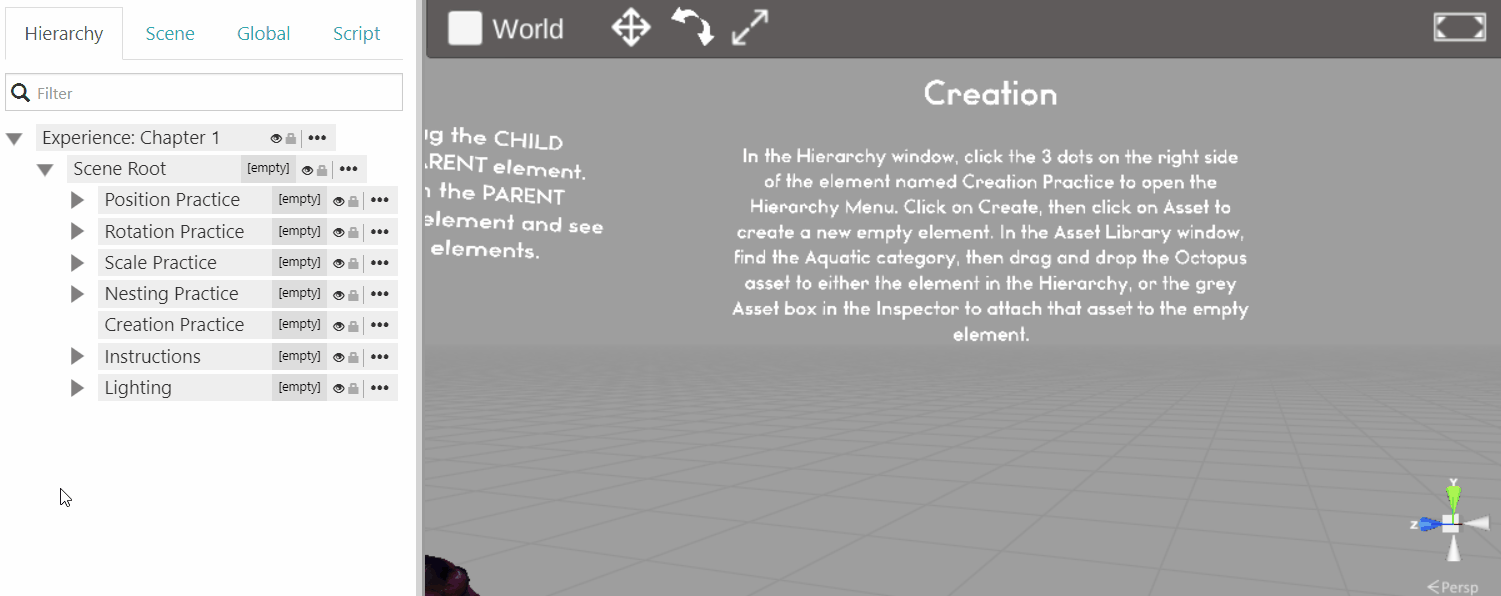 Hierarchy Scene Global Script
Filter
Experience: Chapter 1
Scene Root [empty]
Position Practice [empty]
Rotation Practice [empty]
Scale Practice [empty]
Nesting Practice [empty]
Creation Practice [empty]
Instructions [empty]
Lighting [empty]
World
the CHILD
element.
the PARENT
element and see
elements.
Creation
In the Hierarchy window, click the 3 dots on the right side
of the element named Creation Practice to open the
Hierarchy Menu. Click on Create, then click on Asset to
create a new empty element. In the Asset Library window,
find the Aquatic category, then drag and drop the Octopus
asset to either the element in the Hierarchy, or the grey
Asset box in the Inspector to attach that asset to the empty
element.
Y
Z
Persp